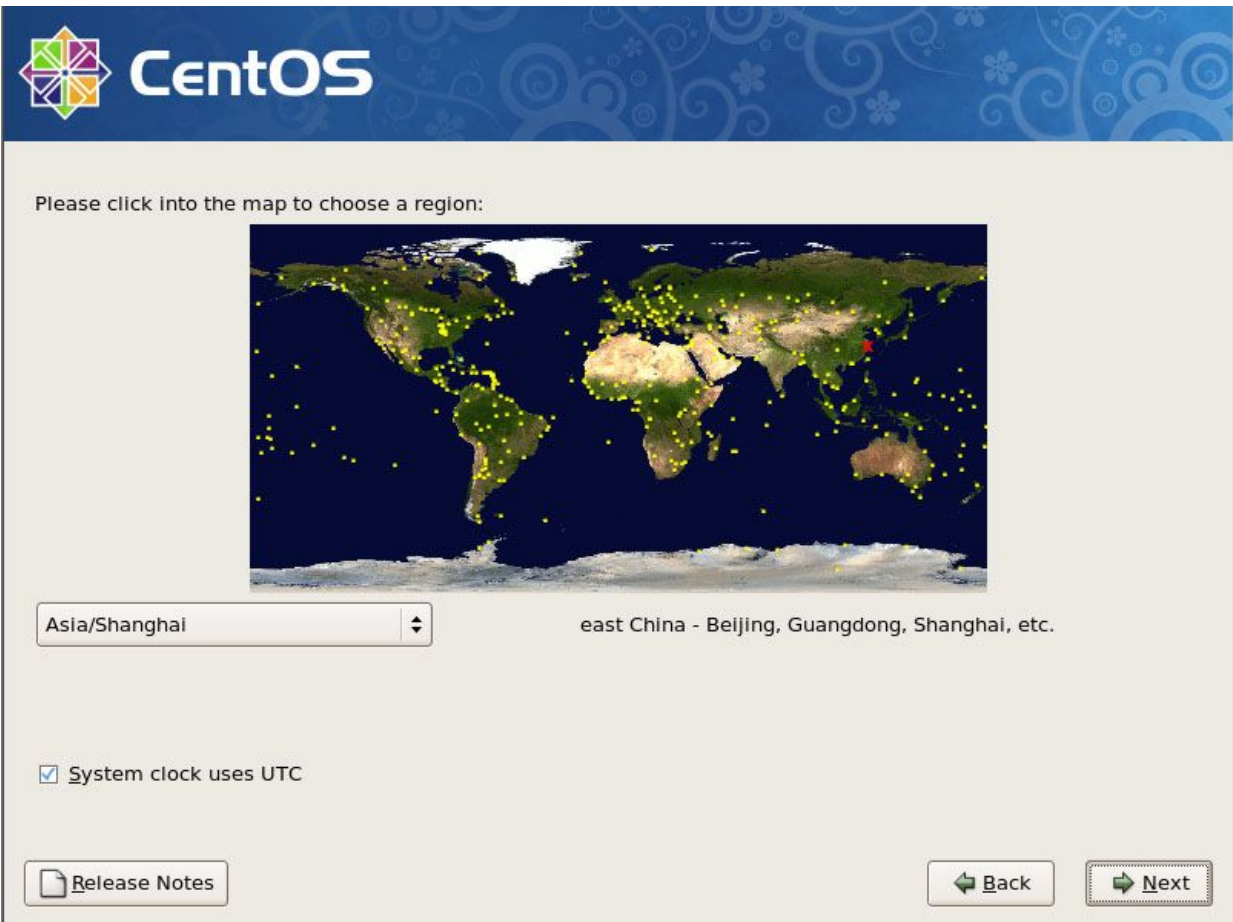 CentOS
Please click into the map to choose a region:
Asia/Shanghai
east China - Beijing, Guangdong, Shanghai, etc.
System clock uses UTC
Release Notes
Back
Next